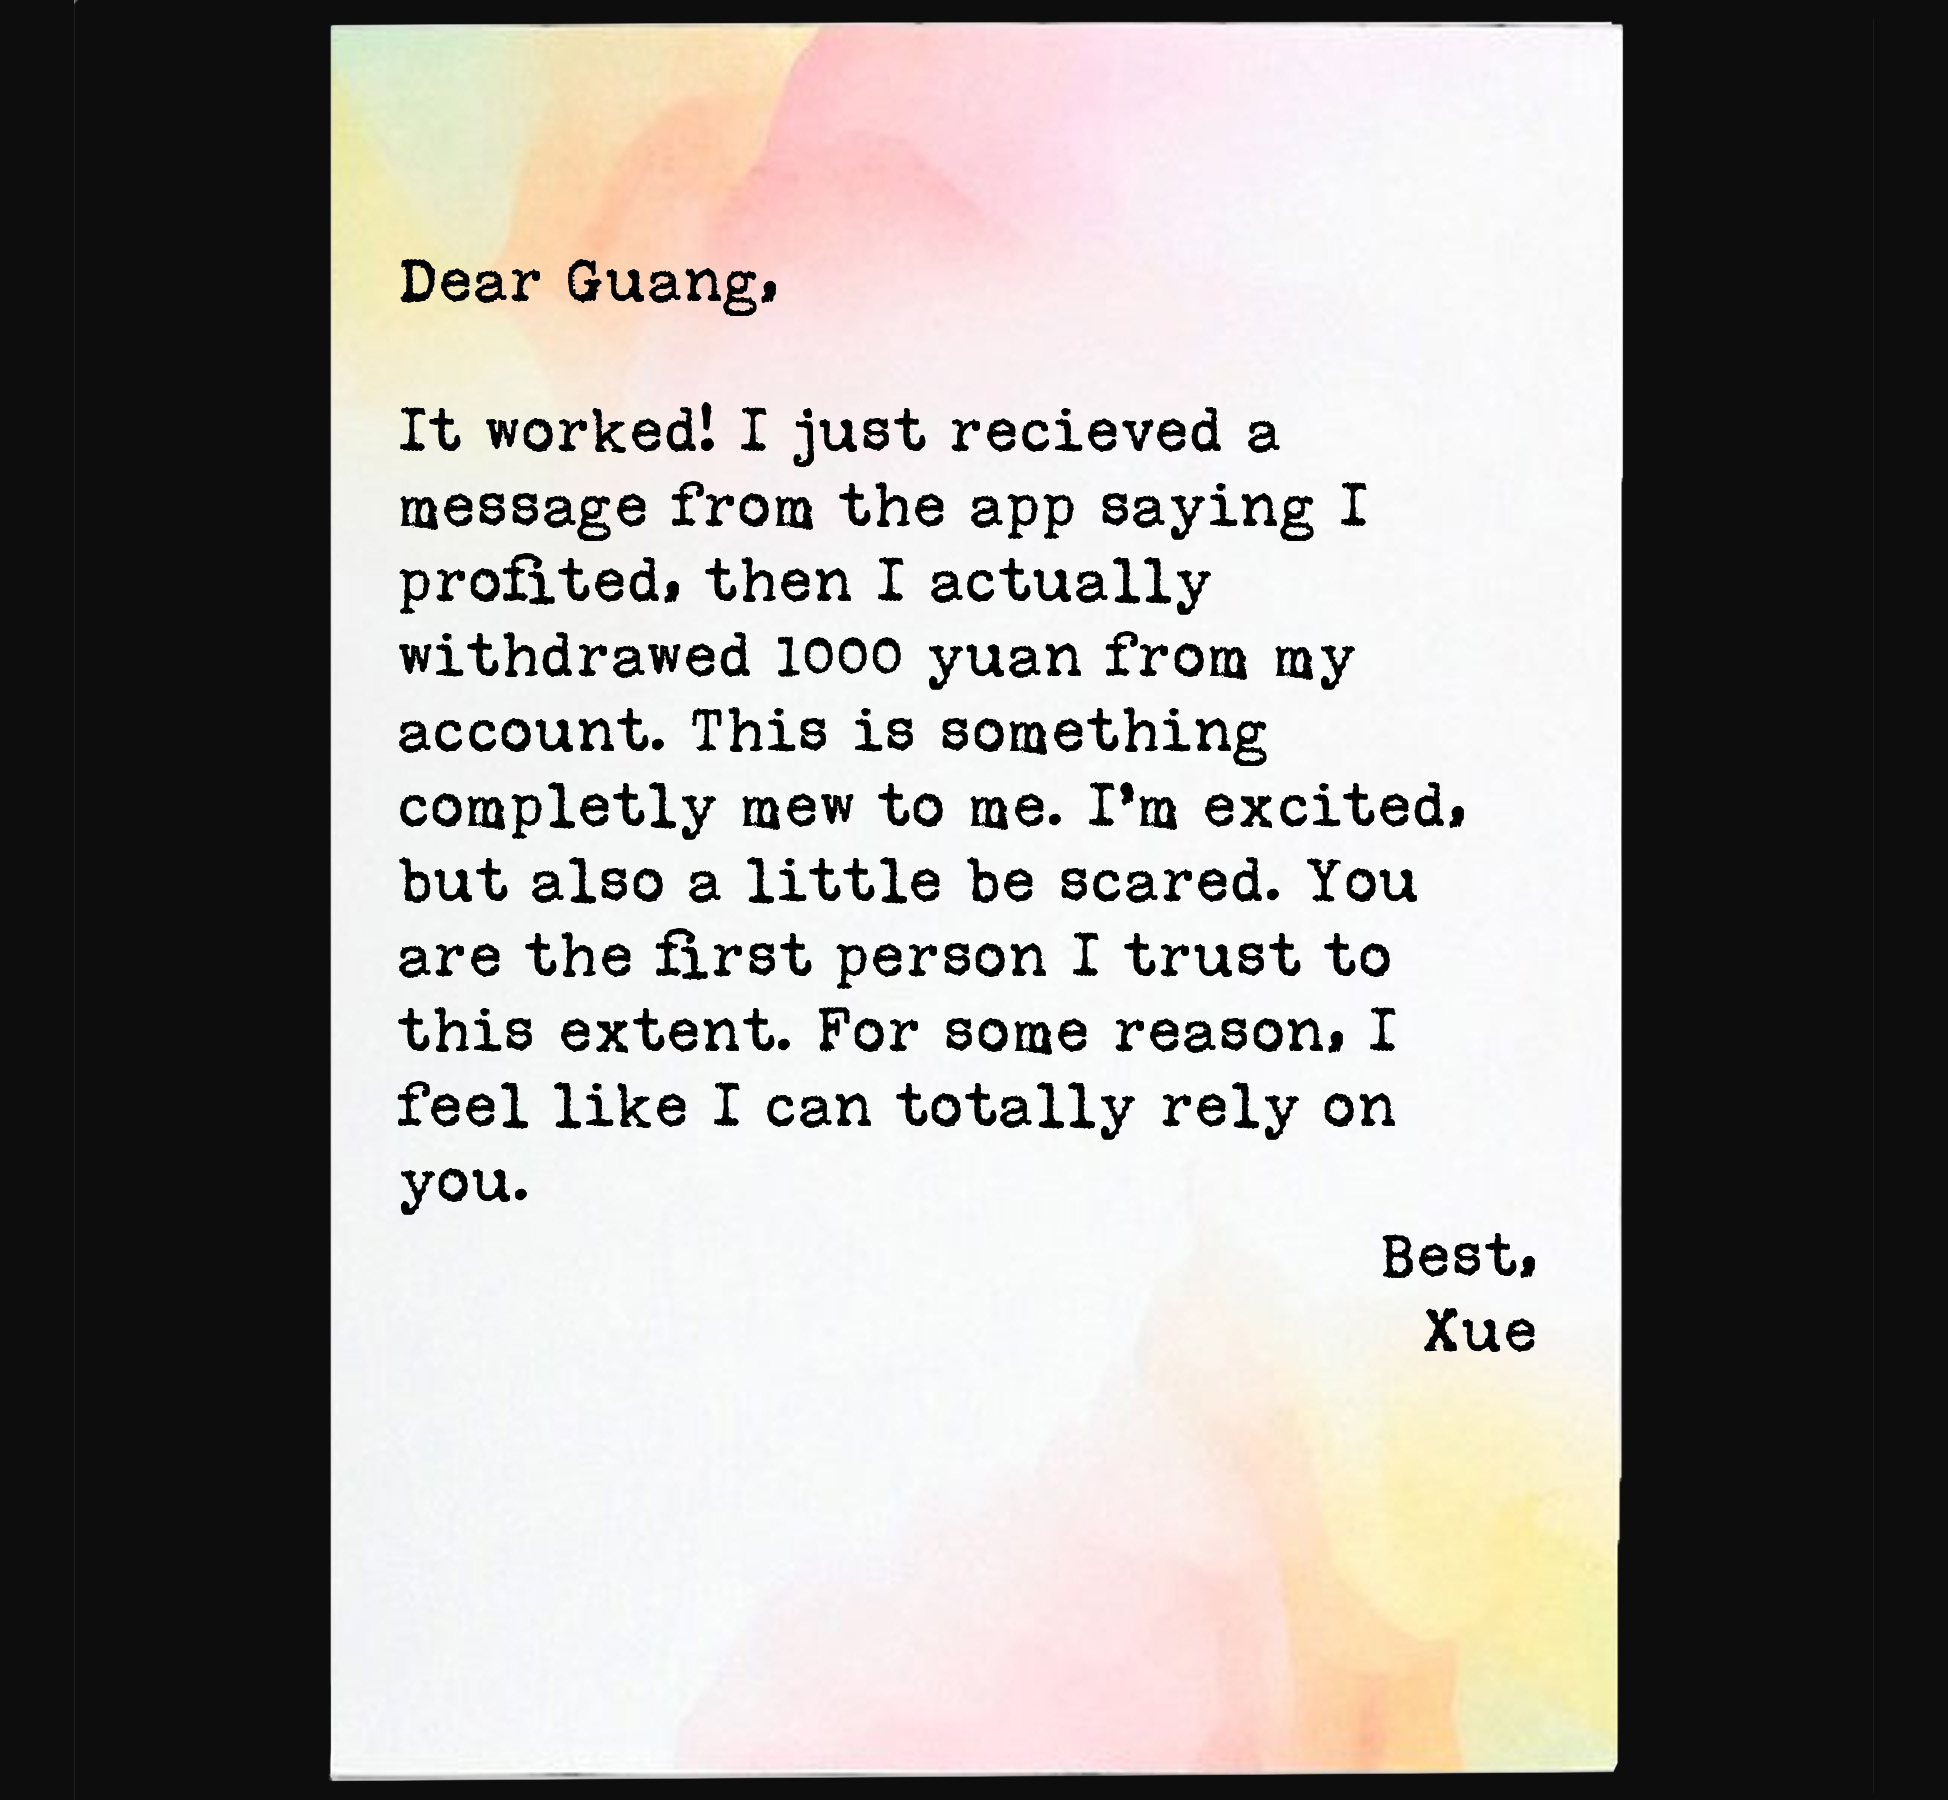 Dear Guang,
It worked! I just recieved a
message from the app saying I
profited, then I actually
withdrawed 1000 yuan from my
account. This is something
completly mew to me. I'm excited,
but also a little be scared. You
are the first person I trust to
this extent. For some reason, I
feel like I can totally rely on
you.
Best,
Xue